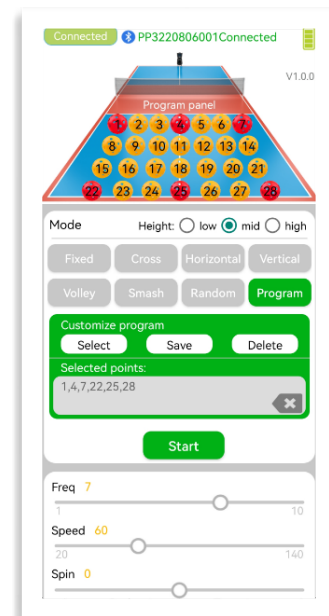 Connected PP3220806001Connected
V1.0.0
Program panel
1 2 3 4 5 6 7
8 9 10 11 12 13 14
15 16 17 18 19 20 21
22 23 24 25 26 27 28
Mode Height: low mid high
Fixed Cross Horizontal Vertical
Volley Smash Random Program
Customize program
Select Save Delete
Selected points:
1,4,7,22,25,28
Start
Freq 7
1 10
Speed 60
20 140
Spin 0